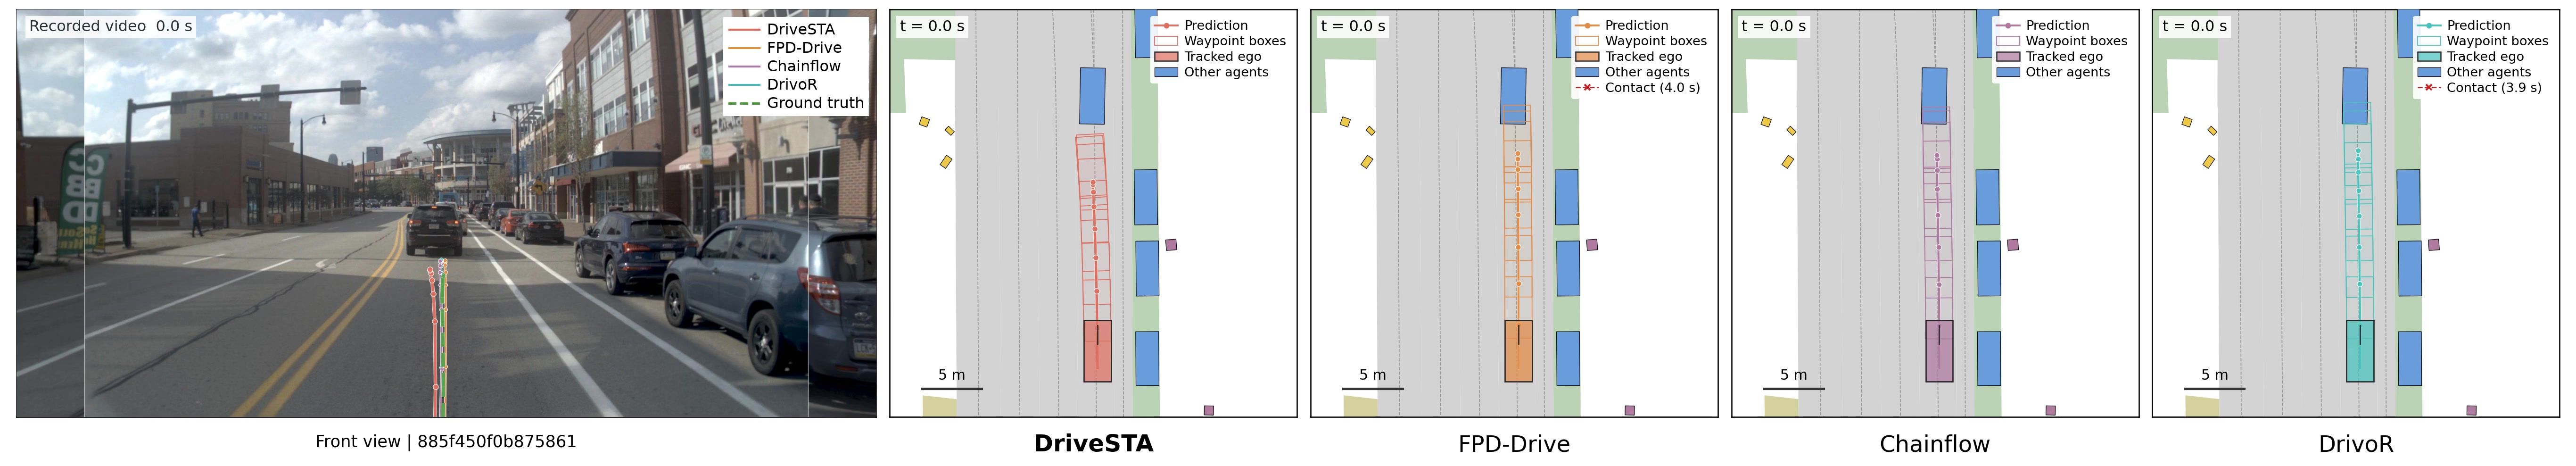 Recorded video 0.0 s
DriveSTA
FPD-Drive
Chainflow
DrivoR
Ground truth
Front view | 885f450f0b875861
t = 0.0 s
Prediction
Waypoint boxes
Tracked ego
Other agents
5 m
DriveSTA
t = 0.0 s
Prediction
Waypoint boxes
Tracked ego
Other agents
Contact (4.0 s)
5 m
FPD-Drive
t = 0.0 s
Prediction
Waypoint boxes
Tracked ego
Other agents
5 m
Chainflow
t = 0.0 s
Prediction
Waypoint boxes
Tracked ego
Other agents
Contact (3.9 s)
5 m
DrivoR